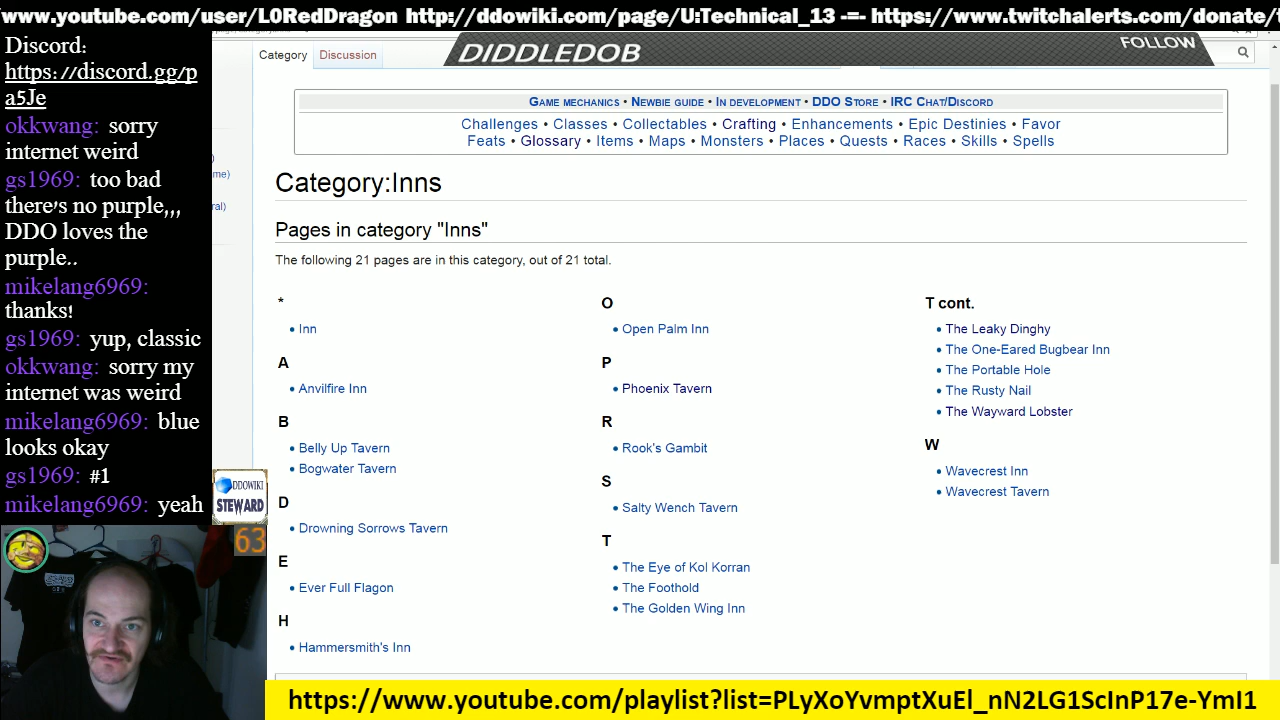 www.youtube.com/user/L0RedDragon http://ddowiki.com/page/U:Technical_13 -=- https://www.twitchalerts.com/donate/
Discord:
https://discord.gg/p
a5Je
okkwang: sorry
internet weird
gs1969: too bad
there's no purple,,,
DDO loves the
purple..
mikelang6969:
thanks!
gs1969: yup, classic
okkwang: sorry my
internet was weird
mikelang6969: blue
looks okay
gs1969: #1
mikelang6969: yeah
DDOWIKI
STEWARD
63
Category Discussion
DIDDLEDOB
FOLLOW
me)
ral)
Game mechanics • Newbie guide • In development • DDO Store • IRC Chat/Discord
Challenges • Classes • Collectables • Crafting • Enhancements • Epic Destinies • Favor
Feats • Glossary • Items • Maps • Monsters • Places • Quests • Races • Skills • Spells
Category:Inns
Pages in category "Inns"
The following 21 pages are in this category, out of 21 total.
*
• Inn
A
• Anvilfire Inn
B
• Belly Up Tavern
• Bogwater Tavern
D
• Drowning Sorrows Tavern
E
• Ever Full Flagon
H
• Hammersmith's Inn
O
• Open Palm Inn
P
• Phoenix Tavern
R
• Rook's Gambit
S
• Salty Wench Tavern
T
• The Eye of Kol Korran
• The Foothold
• The Golden Wing Inn
T cont.
• The Leaky Dinghy
• The One-Eared Bugbear Inn
• The Portable Hole
• The Rusty Nail
• The Wayward Lobster
W
• Wavecrest Inn
• Wavecrest Tavern
https://www.youtube.com/playlist?list=PLyXoYvmptXuEl_nN2LG1ScInP17e-YmI1